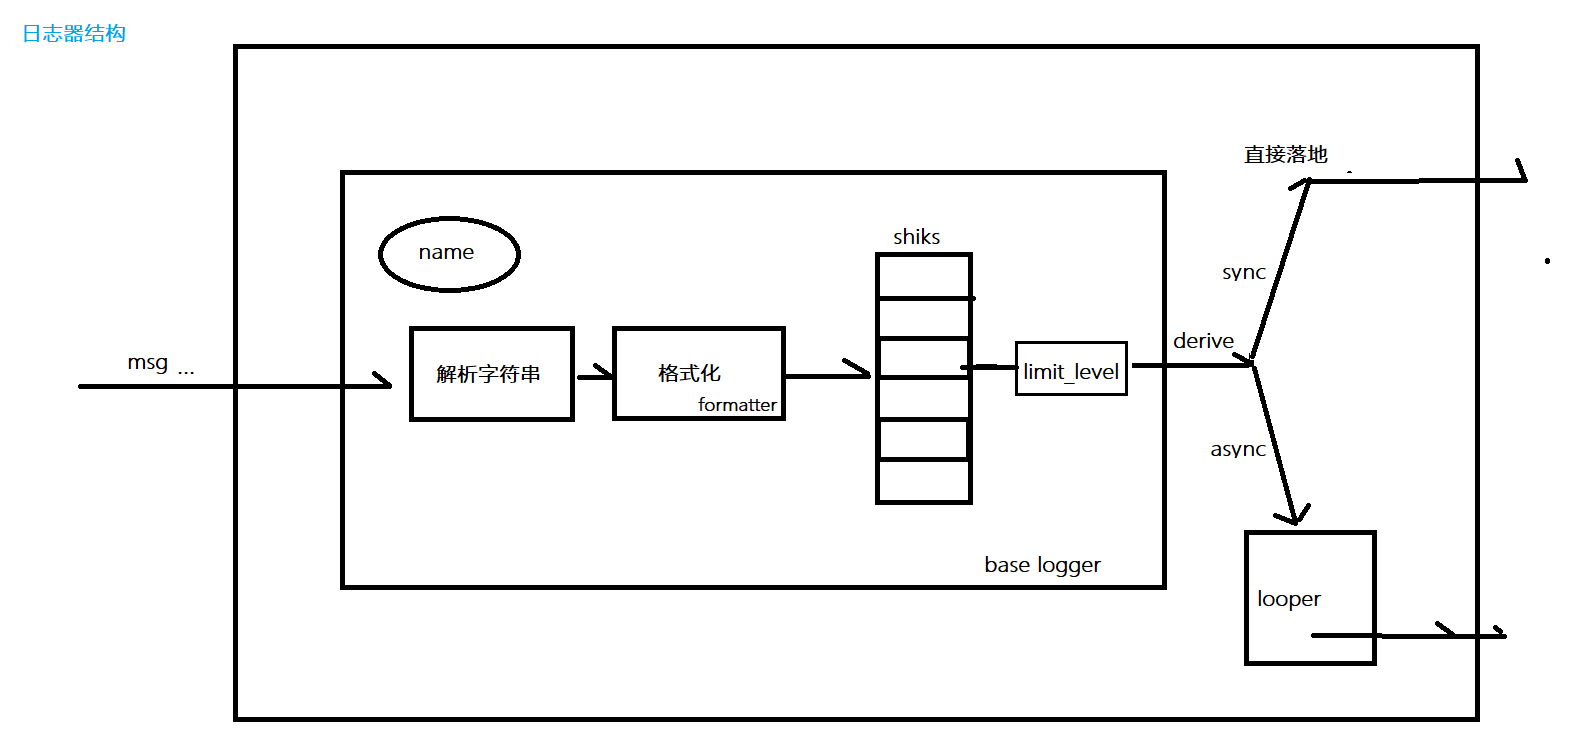 日志器结构
直接落地
name
shiks
sync
msg ...
derive
解析字符串
格式化
formatter
limit_level
async
base logger
looper